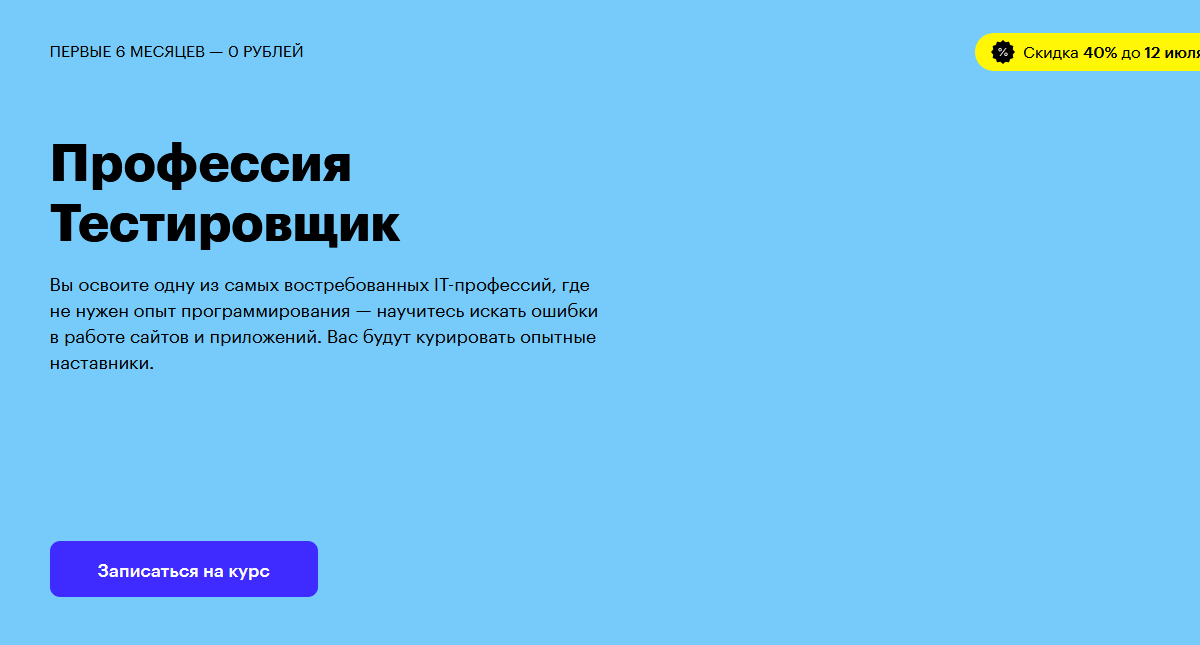 ПЕРВЫЕ 6 МЕСЯЦЕВ — 0 РУБЛЕЙ
% Скидка 40% до 12 июля
Профессия
Тестировщик
Вы освоите одну из самых востребованных IT-профессий, где
не нужен опыт программирования — научитесь искать ошибки
в работе сайтов и приложений. Вас будут курировать опытные
наставники.
Записаться на курс